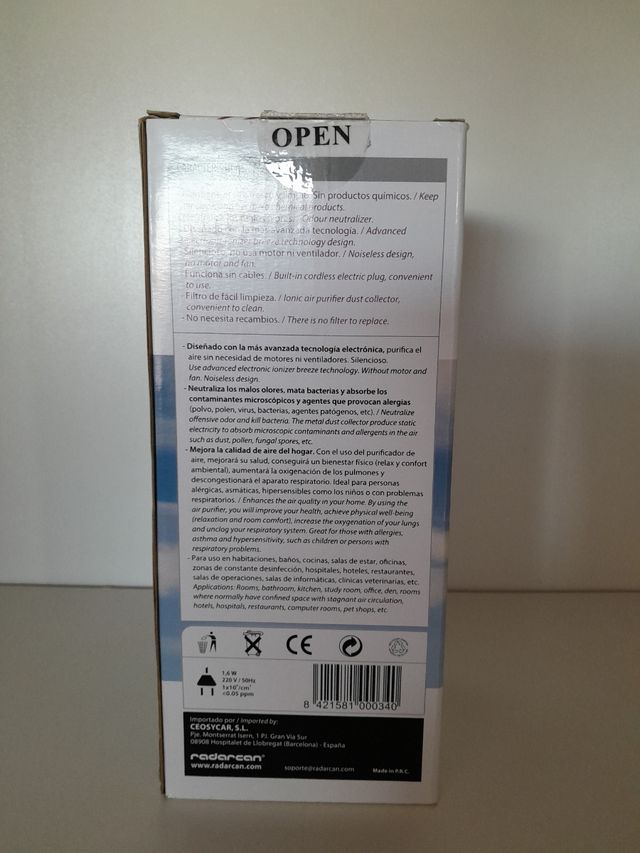 OPEN
Sin productos químicos. / Keep
products.
Odour neutralizer.
más avanzada tecnología. / Advanced
breeze technology design.
no usa motor ni ventilador. / Noiseless design,
no motor and fan.
- Funciona sin cables. / Built-in cordless electric plug, convenient
to use.
- Filtro de fácil limpieza. / Ionic air purifier dust collector,
convenient to clean.
- No necesita recambios. / There is no filter to replace.
- Diseñado con la más avanzada tecnología electrónica, purifica el
aire sin necesidad de motores ni ventiladores. Silencioso.
Use advanced electronic ionizer breeze technology. Without motor and
fan. Noiseless design.
- Neutraliza los malos olores, mata bacterias y absorbe los
contaminantes microscópicos y agentes que provocan alergias
(polvo, polen, virus, bacterias, agentes patógenos, etc). / Neutralize
offensive odor and kill bacteria. The metal dust collector produce static
electricity to absorb microscopic contaminants and allergents in the air
such as dust, pollen, fungal spores, etc.
- Mejora la calidad de aire del hogar. Con el uso del purificador de
aire, mejorará su salud, conseguirá un bienestar físico (relax y confort
ambiental), aumentará la oxigenación de los pulmones y
descongestionará el aparato respiratorio. Ideal para personas
alérgicas, asmáticas, hipersensibles como los niños o con problemas
respiratorios. / Enhances the air quality in your home. By using the
air purifier, you will improve your health, achieve physical well-being
(relaxation and room comfort), increase the oxygenation of your lungs
and unclog your respiratory system. Great for those with allergies,
asthma and hypersensitivity, such as children or persons with
respiratory problems.
- Para uso en habitaciones, baños, cocinas, salas de estar, oficinas,
zonas de constante desinfección, hospitales, hoteles, restaurantes,
salas de operaciones, salas de informáticas, clínicas veterinarias, etc.
Applications: Rooms, bathroom, kitchen, study room, office, den, rooms
where normally have confined space with stagnant air circulation,
hotels, hospitals, restaurants, computer rooms, pet shops, etc.
CE
1,6 W
220 V / 50Hz
<0.05 ppm
8 421581 000340
Importado por / Imported by:
CEOSYCAR, S.L.
Pje. Montserrat Isern, 1 P.I. Gran Via Sur
08908 Hospitalet de Llobregat (Barcelona) - España
radarcan
www.radarcan.com
soporte@radarcan.com
Made in P.R.C.